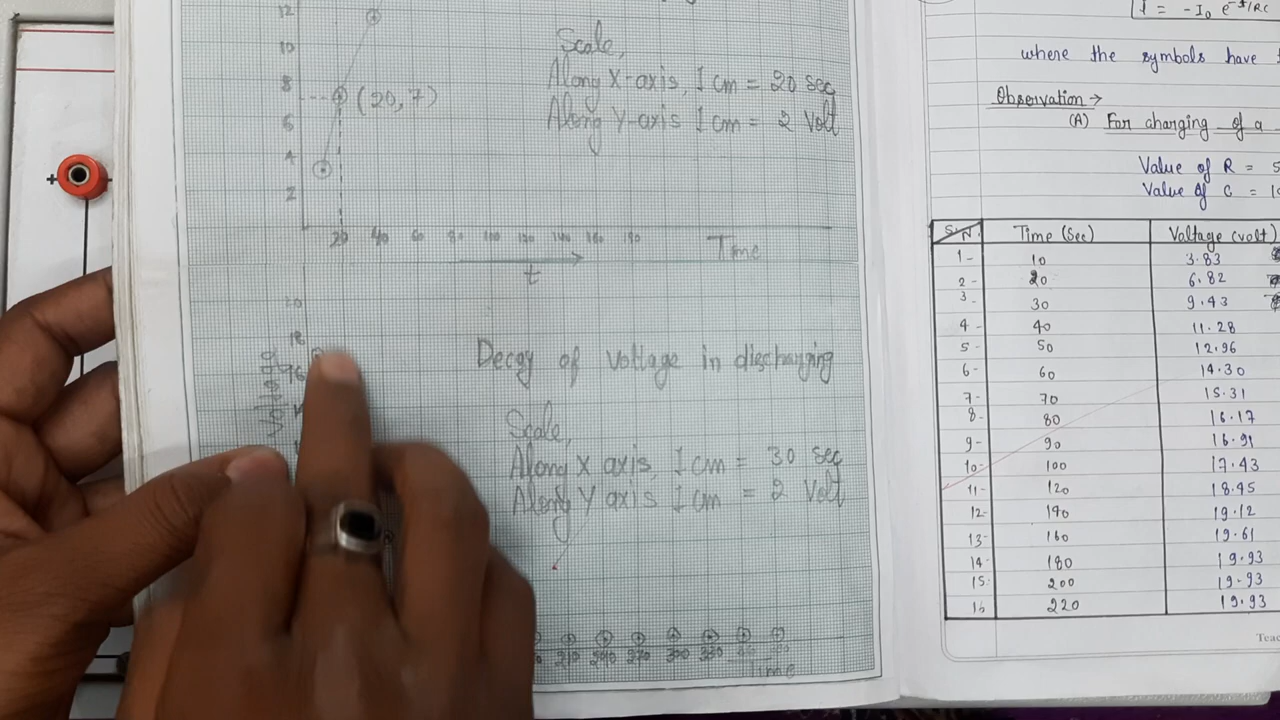 12
10
8
6
4
2
(20,7)
Scale,
Along X-axis, 1 cm = 20 sec
Along Y-axis 1 cm = 2 Volt
20 40 60 80 100 120 140 160 180
Time
t
20
18
16
Voltage
Decay of voltage in discharging
Scale,
Along X axis, 1 cm = 30 sec
Along Y axis 1 cm = 2 Volt
210 240 270 300 330
Time
I = -I₀ e^-t/RC
where the symbols have
Observation →
(A) For charging of a
Value of R =
Value of C =
S.N. Time (Sec) Voltage (volt)
1- 10 3.83
2- 20 6.82
3- 30 9.43
4- 40 11.28
5- 50 12.96
6- 60 14.30
7- 70 15.31
8- 80 16.17
9- 90 16.91
10- 100 17.43
11- 120 18.45
12- 140 19.12
13- 160 19.61
14- 180 19.93
15- 200 19.93
16 220 19.93